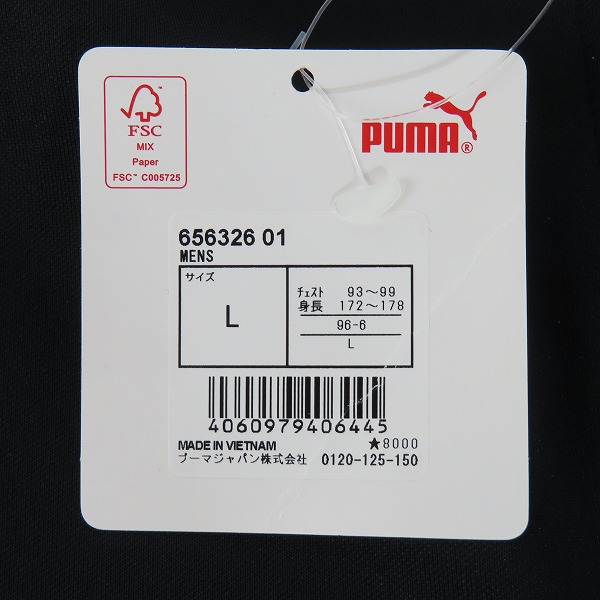 FSC
MIX
Paper
FSC™ C005725
PUMA®
656326 01
MENS
サイズ
L
チェスト 93～99
身長 172～178
96-6
L
4060979406445
MADE IN VIETNAM ★8000
プーマジャパン株式会社 0120-125-150